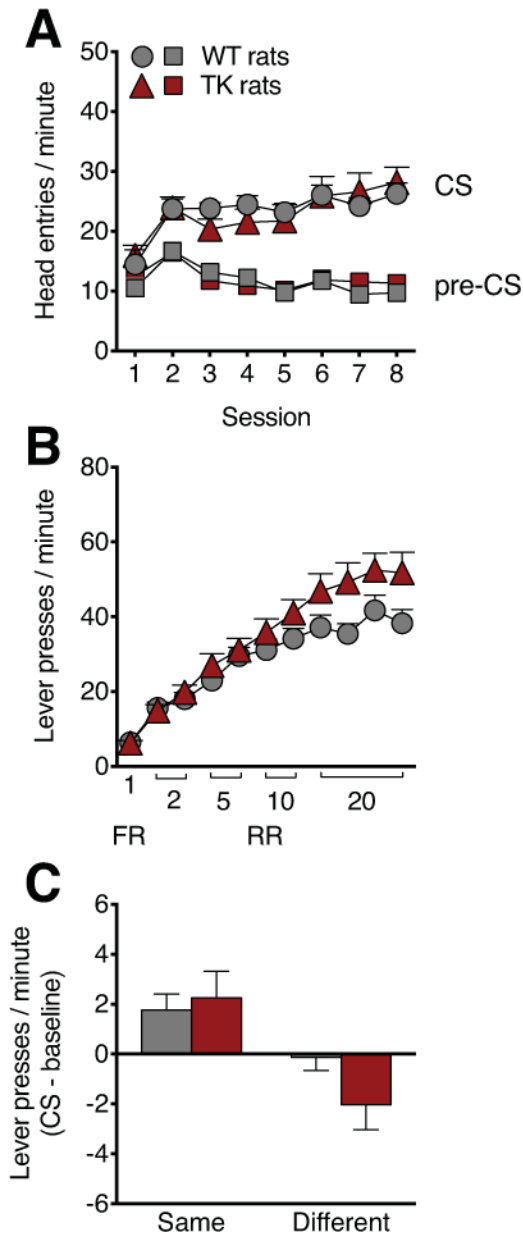 A
50
40
30
20
10
0
Head entries / minute
WT rats
TK rats
CS
pre-CS
1 2 3 4 5 6 7 8
Session
B
80
60
40
20
0
Lever presses / minute
1 2 5 10 20
FR RR
C
6
4
2
0
-2
-4
-6
Lever presses / minute
(CS - baseline)
Same Different